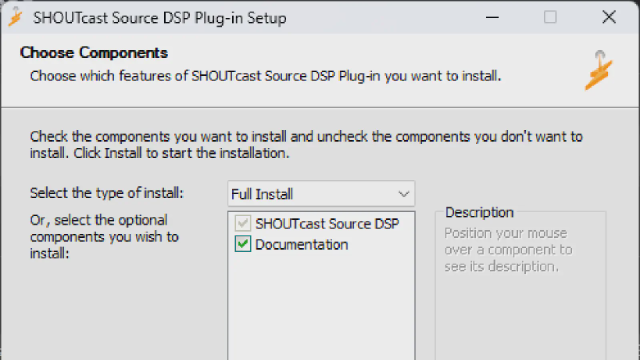 SHOUTcast Source DSP Plug-in Setup
Choose Components
Choose which features of SHOUTcast Source DSP Plug-in you want to install.
Check the components you want to install and uncheck the components you don't want to
install. Click Install to start the installation.
Select the type of install:
Full Install
Or, select the optional
components you wish to
install:
SHOUTcast Source DSP
Documentation
Description
Position your mouse
over a component to
see its description.